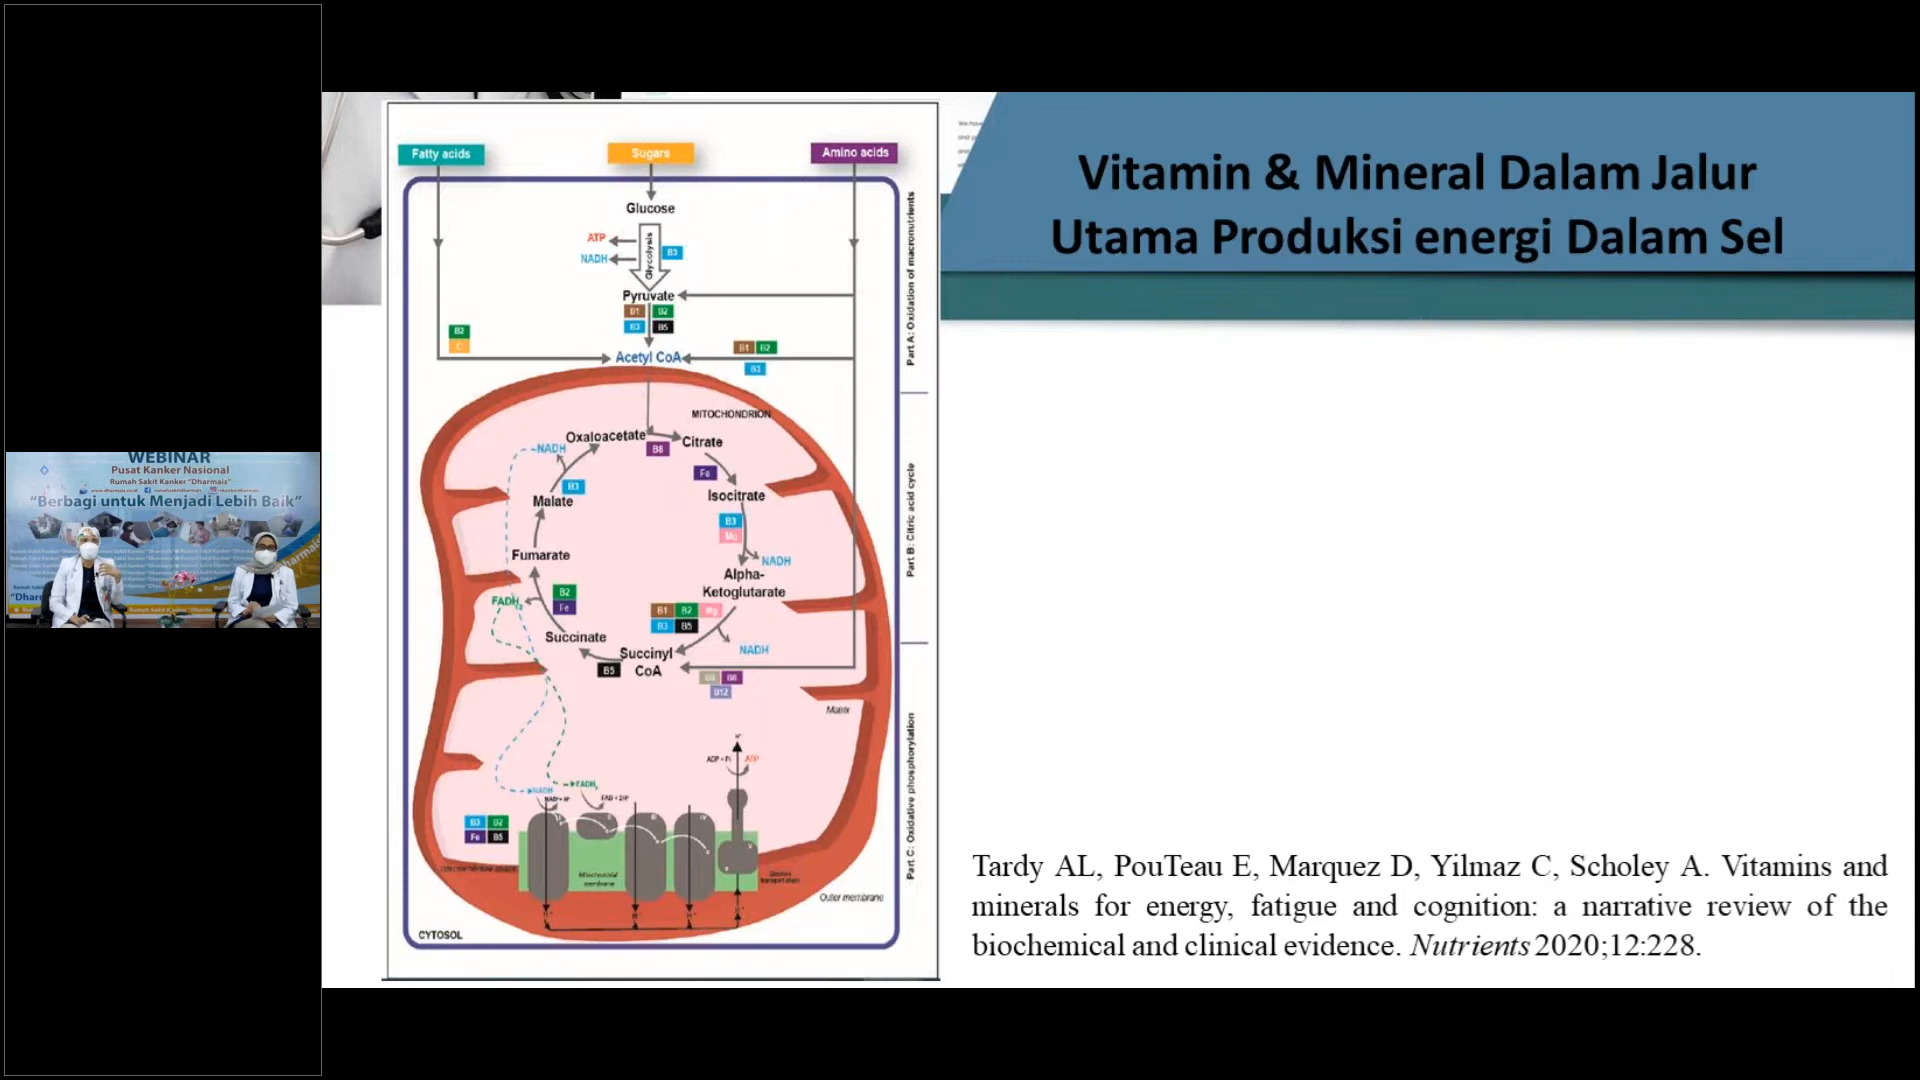 WEBINAR
Pusat Kanker Nasional
Rumah Sakit Kanker "Dharmais"
"Berbagi untuk Menjadi Lebih Baik"
Vitamin & Mineral Dalam Jalur
Utama Produksi energi Dalam Sel
Fatty acids
Sugars
Amino acids
Glucose
ATP
NADH
Glycolysis
B3
Pyruvate
B1 B2
B3 B5
B2
C
Acetyl CoA
B1 B2
B3
Part A: Oxidation of macronutrients
MITOCHONDRION
Oxaloacetate
Citrate
NADH
B8
Fe
B3
Malate
Isocitrate
B3
Mg
NADH
Fumarate
Alpha-
Ketoglutarate
B2
Fe
FADH2
B1 B2 Mg
B3 B5
Succinate
NADH
Succinyl
CoA
B5
B8
B12
Part B: Citric acid cycle
Matrix
H+
ADP + Pi
ATP
NADH
FADH2
NAD+ H+
FAD + 2H+
B3 B2
Fe B5
Mitochondrial
membrane
Electron
transport chain
Outer membrane
H+ H+ H+ H+
CYTOSOL
Part C: Oxidative phosphorylation
Tardy AL, PouTeau E, Marquez D, Yilmaz C, Scholey A. Vitamins and
minerals for energy, fatigue and cognition: a narrative review of the
biochemical and clinical evidence. Nutrients 2020;12:228.